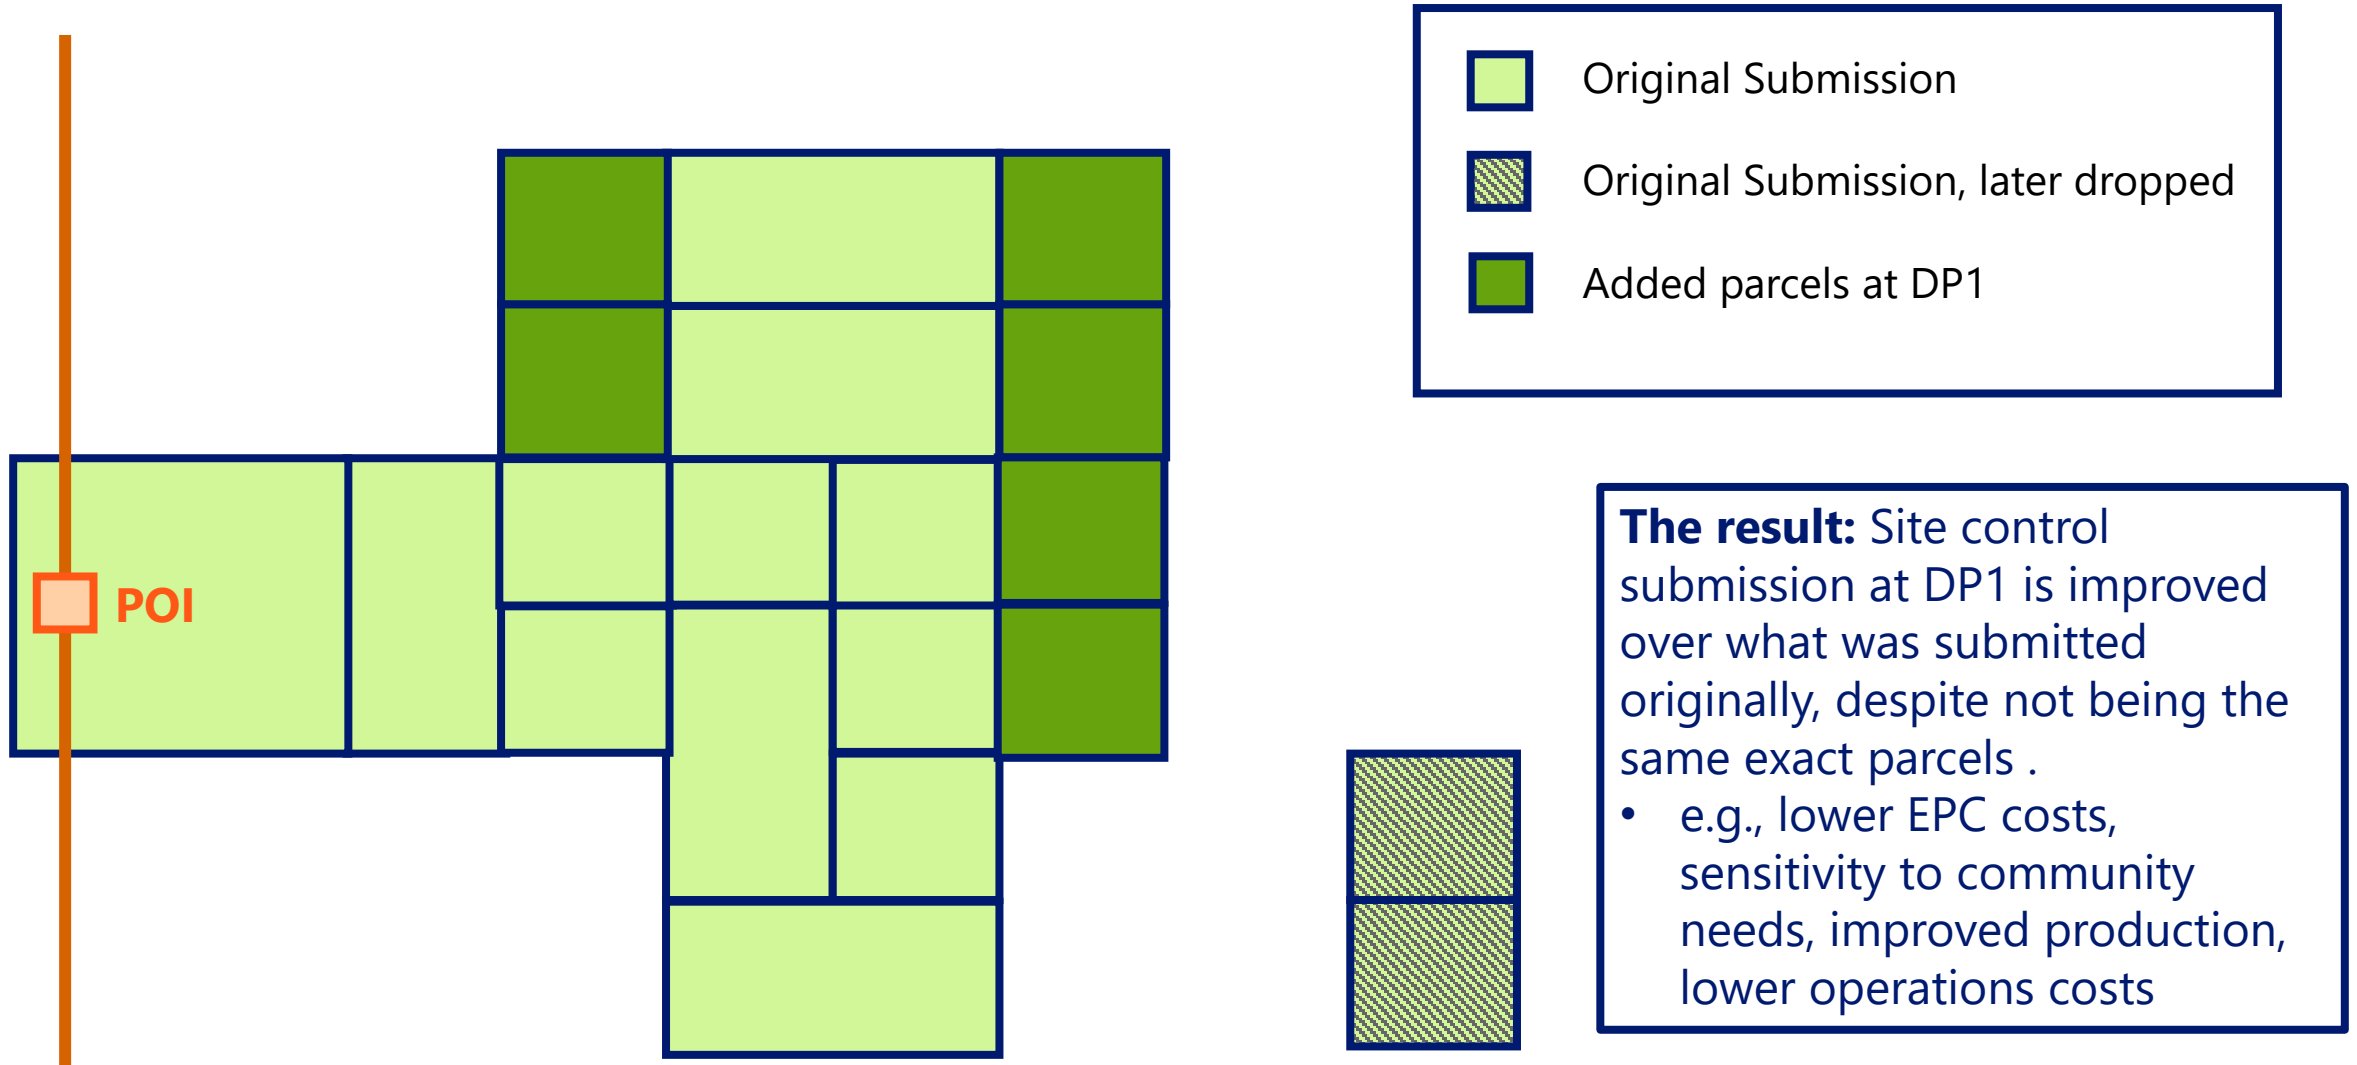 Original Submission
Original Submission, later dropped
Added parcels at DP1
POI
The result: Site control
submission at DP1 is improved
over what was submitted
originally, despite not being the
same exact parcels .
• e.g., lower EPC costs,
sensitivity to community
needs, improved production,
lower operations costs